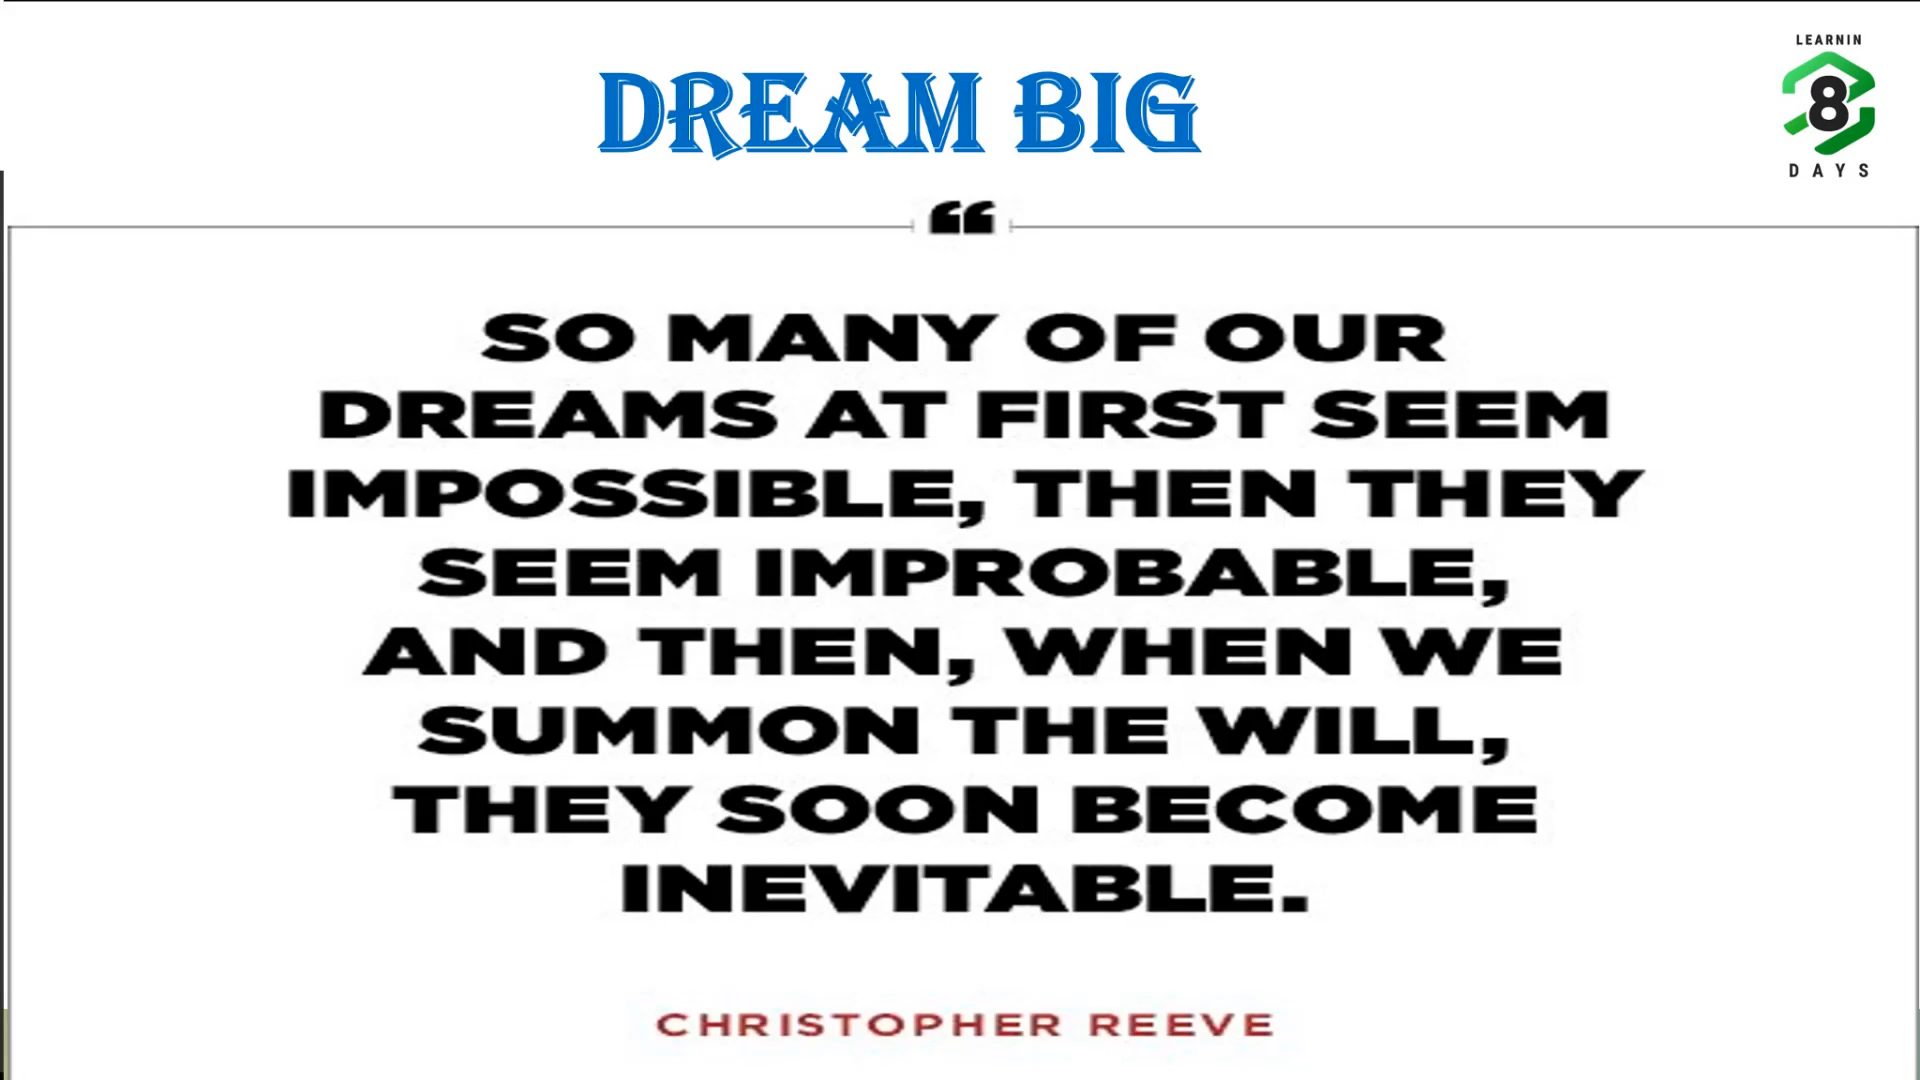 LEARNIN
8
DAYS
DREAM BIG
“
SO MANY OF OUR
DREAMS AT FIRST SEEM
IMPOSSIBLE, THEN THEY
SEEM IMPROBABLE,
AND THEN, WHEN WE
SUMMON THE WILL,
THEY SOON BECOME
INEVITABLE.
CHRISTOPHER REEVE